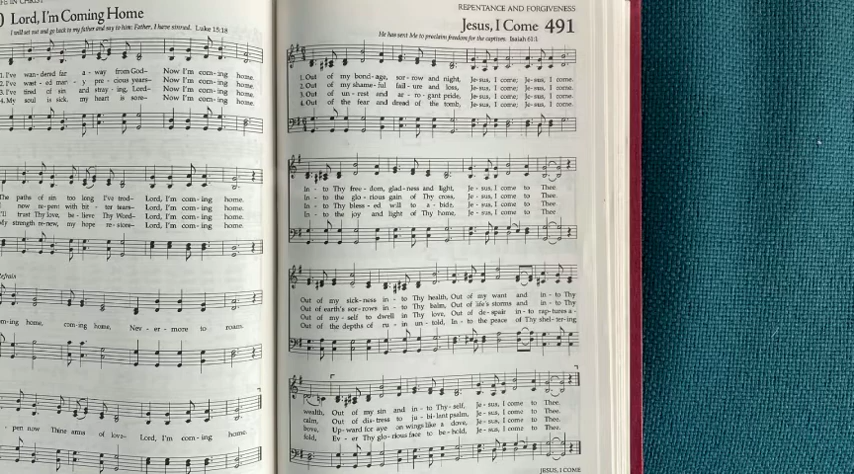 FE IN CHRIST
Lord, I'm Coming Home
I will set out and go back to my father and say to him: Father, I have sinned. Luke 15:18
1. I've wan-dered far a-way from God– Now I'm com-ing home.
2. I've wast-ed man-y pre-cious years– Now I'm com-ing home.
3. I've tired of sin and stray-ing, Lord– Now I'm com-ing home.
4. My soul is sick, my heart is sore– Now I'm com-ing home.
The paths of sin too long I've trod– Lord, I'm com-ing home.
now re-pent with bit-ter tears– Lord, I'm com-ing home.
'll trust Thy love, be-lieve Thy Word– Lord, I'm com-ing home.
My strength re-new, my hope re-store– Lord, I'm com-ing home.
Refrain
om-ing home, com-ing home, Nev-er-more to roam.
pen now Thine arms of love– Lord, I'm com-ing home.
REPENTANCE AND FORGIVENESS
Jesus, I Come 491
He has sent Me to proclaim freedom for the captives. Isaiah 61:1
1. Out of my bond-age, sor-row and night, Je-sus, I come; Je-sus, I come.
2. Out of my shame-ful fail-ure and loss, Je-sus, I come; Je-sus, I come.
3. Out of un-rest and ar-ro-gant pride, Je-sus, I come; Je-sus, I come.
4. Out of the fear and dread of the tomb, Je-sus, I come; Je-sus, I come.
In-to Thy free-dom, glad-ness and light, Je-sus, I come to Thee.
In-to the glo-rious gain of Thy cross, Je-sus, I come to Thee.
In-to Thy bless-ed will to a-bide, Je-sus, I come to Thee.
In-to the joy and light of Thy home, Je-sus, I come to Thee.
Out of my sick-ness in-to Thy health, Out of my want and in-to Thy
Out of earth's sor-rows in-to Thy balm, Out of life's storms and in-to Thy
Out of my-self to dwell in Thy love, Out of de-spair in-to rap-tures a-
Out of the depths of ru-in un-told, In-to the peace of Thy shel-ter-ing
wealth, Out of my sin and in-to Thy-self, Je-sus, I come to Thee.
calm, Out of dis-tress to ju-bi-lant psalm, Je-sus, I come to Thee.
bove, Up-ward for aye on wings like a dove, Je-sus, I come to Thee.
fold, Ev-er Thy glo-rious face to be-hold, Je-sus, I come to Thee.
JESUS, I COME